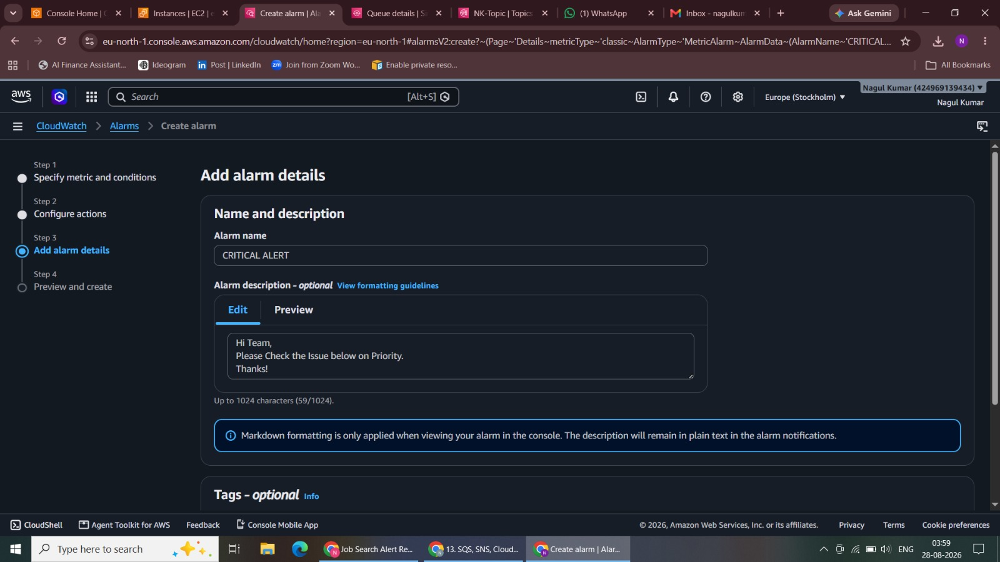 Console Home | C
Instances | EC2 | e
Create alarm | Ala
Queue details | Si
NK-Topic | Topics
(1) WhatsApp
Inbox - nagulkum
Ask Gemini
eu-north-1.console.aws.amazon.com/cloudwatch/home?region=eu-north-1#alarmsV2:create?~(Page~'Details~metricType~'classic~AlarmType~'MetricAlarm~AlarmData~(AlarmName~'CRITICAL...
N
AI Finance Assistant...
Ideogram
in Post | LinkedIn
zm Join from Zoom Wo...
Enable private reso...
All Bookmarks
aws
Search
[Alt+S]
Europe (Stockholm)
Nagul Kumar (424969139434)
Nagul Kumar
CloudWatch
Alarms
Create alarm
Step 1
Specify metric and conditions
Step 2
Configure actions
Step 3
Add alarm details
Step 4
Preview and create
Add alarm details
Name and description
Alarm name
CRITICAL ALERT
Alarm description - optional View formatting guidelines
Edit
Preview
Hi Team,
Please Check the Issue below on Priority.
Thanks!
Up to 1024 characters (59/1024).
Markdown formatting is only applied when viewing your alarm in the console. The description will remain in plain text in the alarm notifications.
Tags - optional Info
CloudShell
Agent Toolkit for AWS
Feedback
Console Mobile App
© 2026, Amazon Web Services, Inc. or its affiliates.
Privacy
Terms
Cookie preferences
Type here to search
Job Search Alert Re...
13. SQS, SNS, Cloud...
Create alarm | Alar...
ENG
03:59
28-08-2026